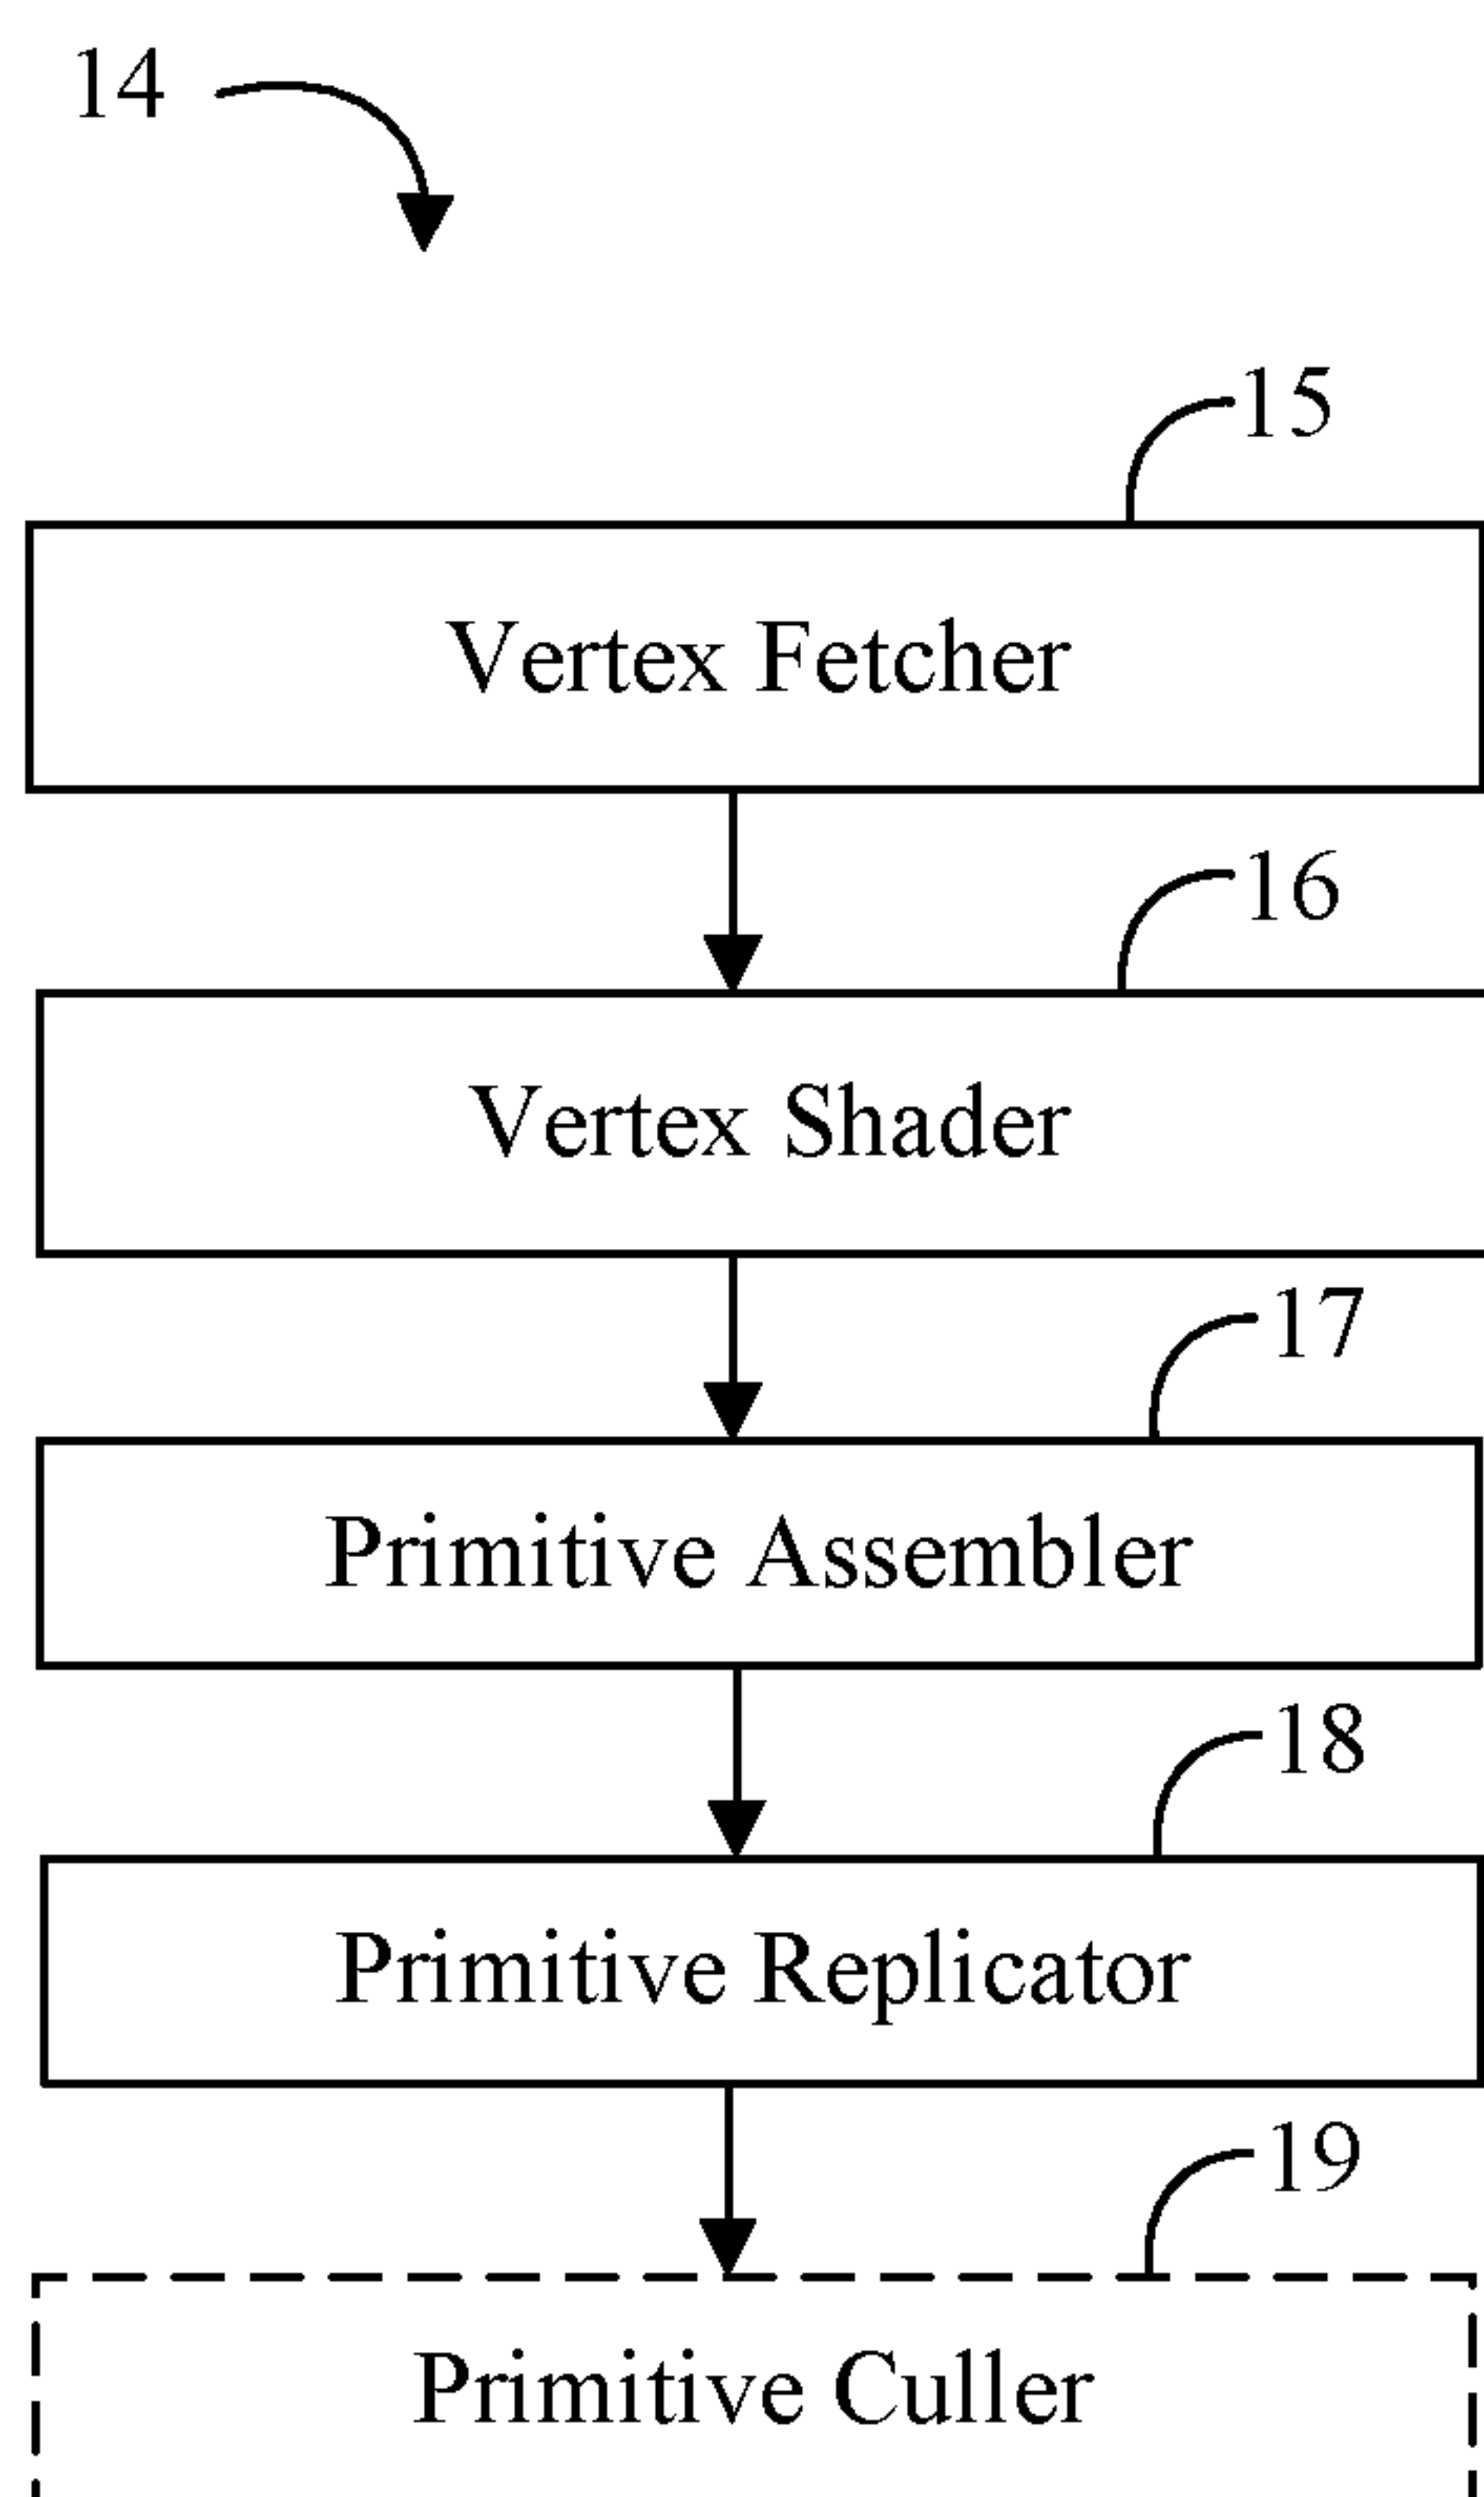 14
15
Vertex Fetcher
16
Vertex Shader
17
Primitive Assembler
18
Primitive Replicator
19
Primitive Culler